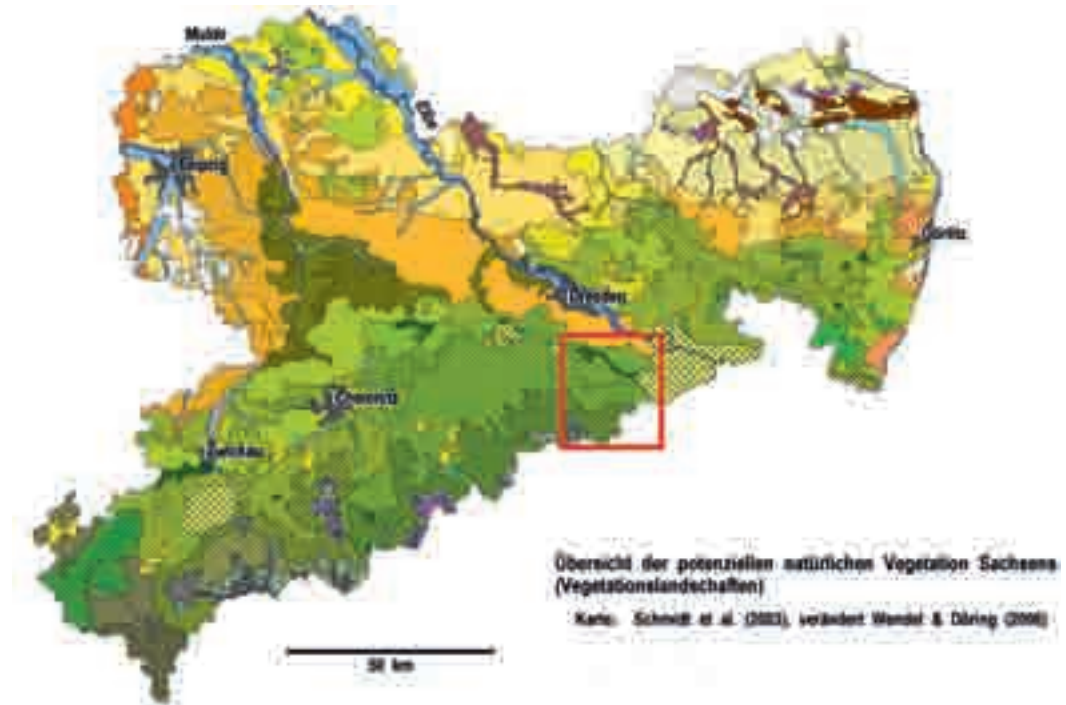 Mulde
Elbe
Leipzig
Görlitz
Dresden
Chemnitz
Zwickau
Übersicht der potenziellen natürlichen Vegetation Sachsens
(Vegetationslandschaften)
Karte: Schmidt et al. (2003), verändert Wendel & Döring (2008)
50 km